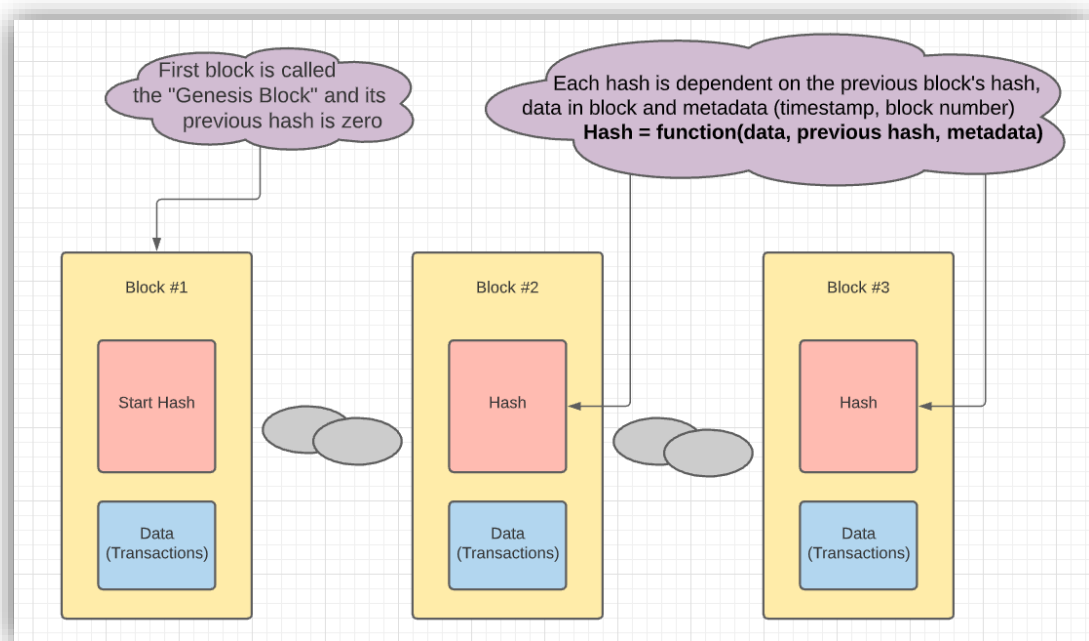 First block is called
the "Genesis Block" and its
previous hash is zero
Each hash is dependent on the previous block's hash,
data in block and metadata (timestamp, block number)
Hash = function(data, previous hash, metadata)
Block #1
Start Hash
Data
(Transactions)
Block #2
Hash
Data
(Transactions)
Block #3
Hash
Data
(Transactions)